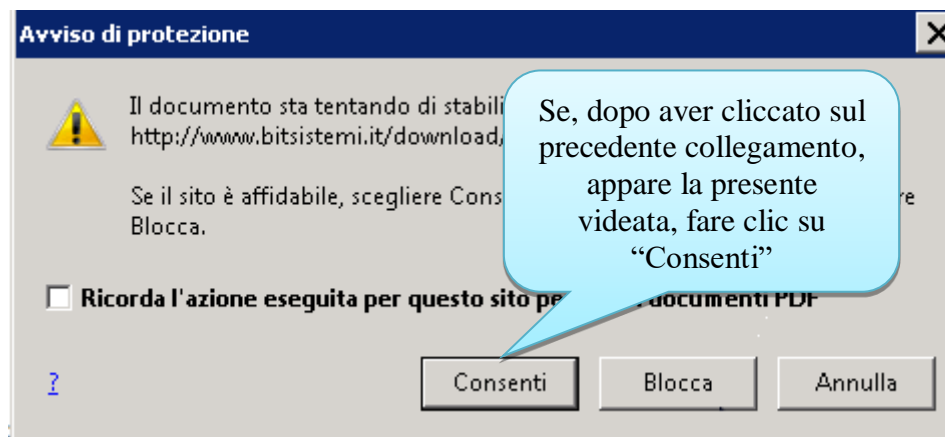 Avviso di protezione
Il documento sta tentando di stabili
http://www.bitsistemi.it/download,
Se il sito è affidabile, scegliere Cons
re
Blocca.
Se, dopo aver cliccato sul
precedente collegamento,
appare la presente
videata, fare clic su
“Consenti”
Ricorda l'azione eseguita per questo sito pe documenti PDF
?
Consenti
Blocca
Annulla